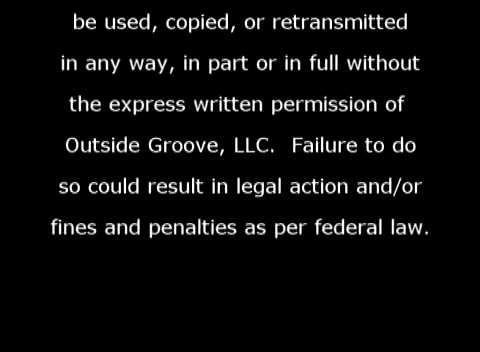 be used, copied, or retransmitted
in any way, in part or in full without
the express written permission of
Outside Groove, LLC.  Failure to do
so could result in legal action and/or
fines and penalties as per federal law.